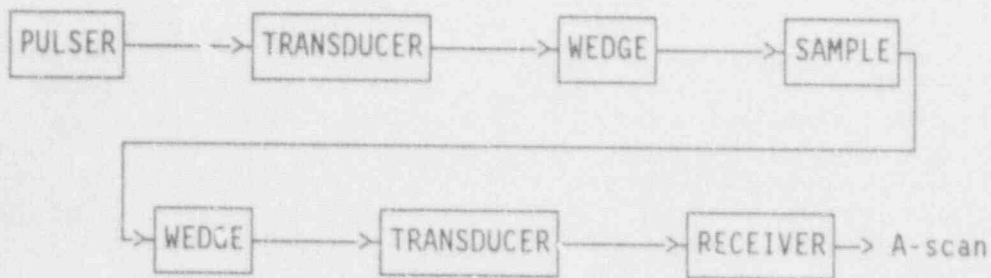 PULSER TRANSDUCER WEDGE SAMPLE
WEDGE TRANSDUCER RECEIVER A-scan